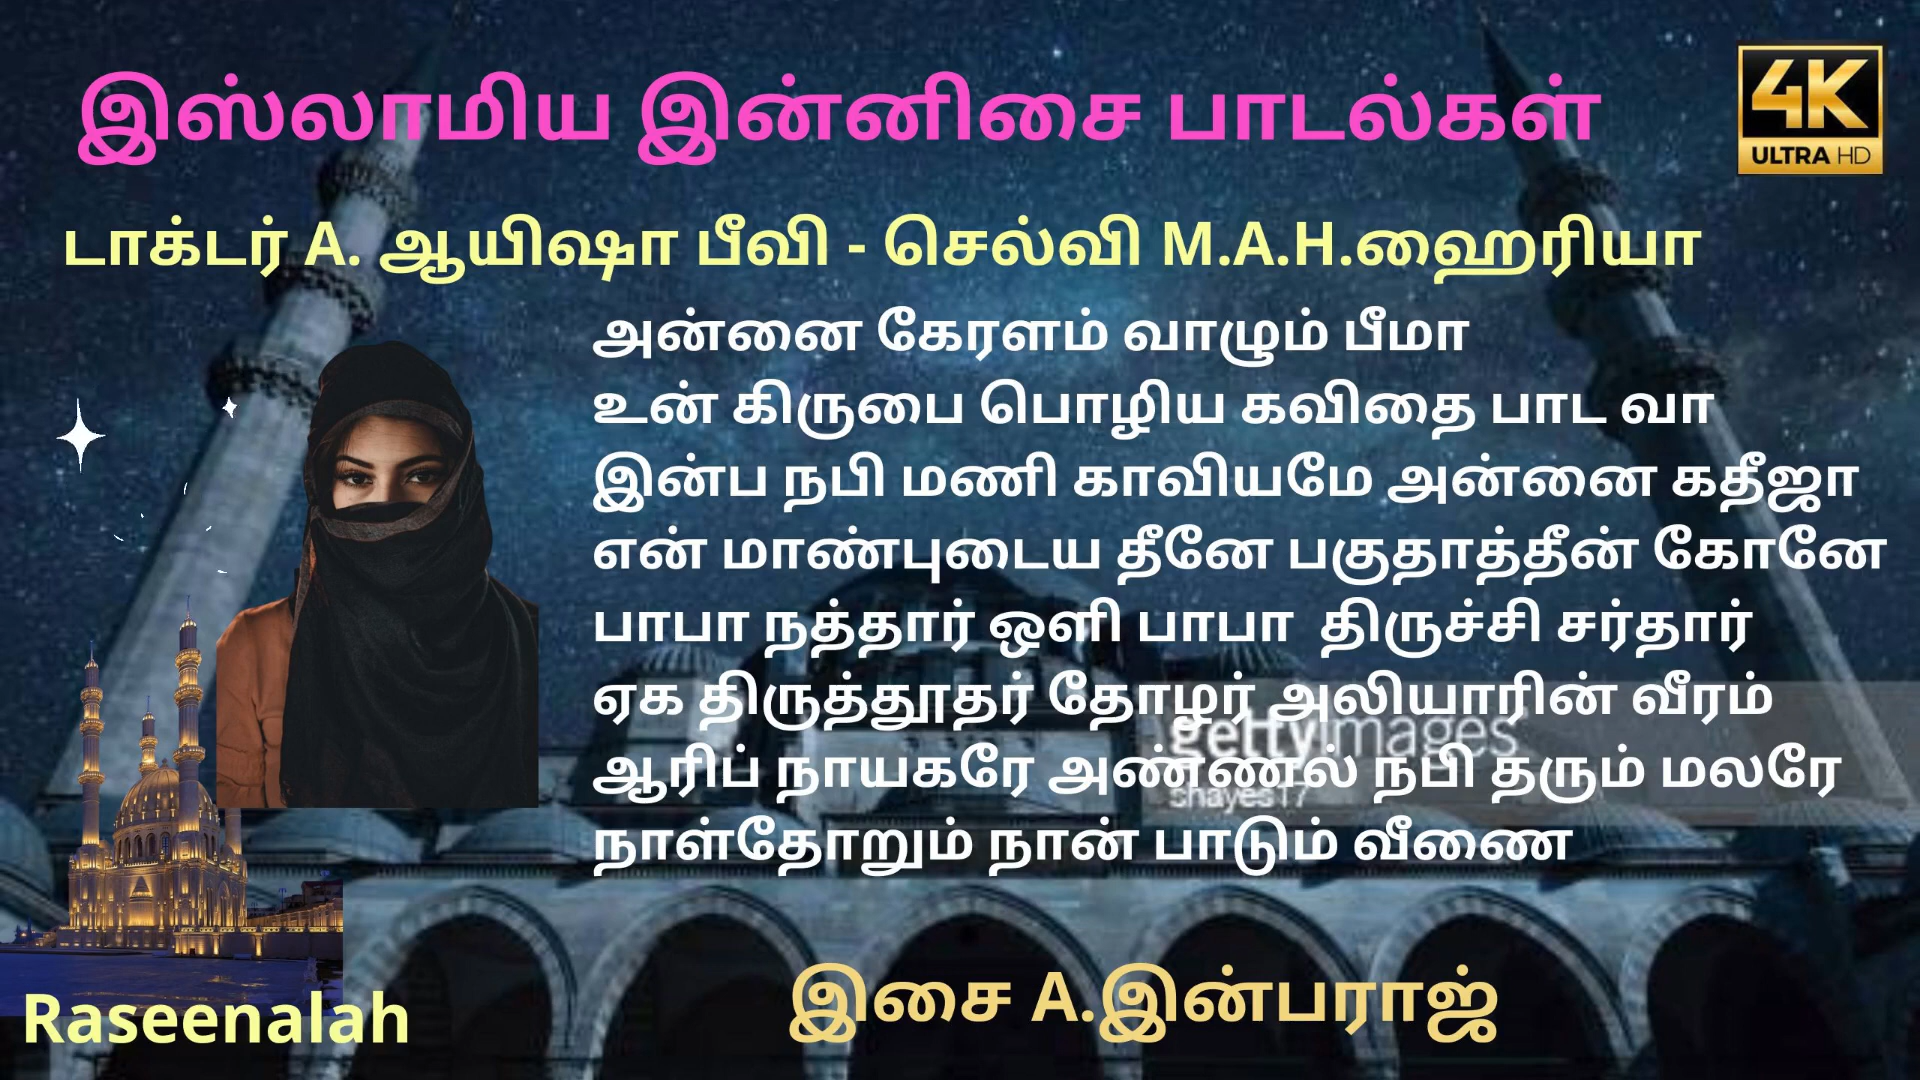 இஸ்லாமிய இன்னிசை பாடல்கள்
4K
ULTRA HD
டாக்டர் A. ஆயிஷா பீவி - செல்வி M.A.H.ஹைரியா
அன்னை கேரளம் வாழும் பீமா
உன் கிருபை பொழிய கவிதை பாட வா
இன்ப நபி மணி காவியமே அன்னை கதீஜா
என் மாண்புடைய தீனே பகுதாத்தீன் கோனே
பாபா நத்தார் ஒளி பாபா திருச்சி சர்தார்
ஏக திருத்தூதர் தோழர் அலியாரின் வீரம்
gettyimages
ஆரிப் நாயகரே அண்ணல் நபி தரும் மலரே
shayes17
நாள்தோறும் நான் பாடும் வீணை
இசை A.இன்பராஜ்
Raseenalah